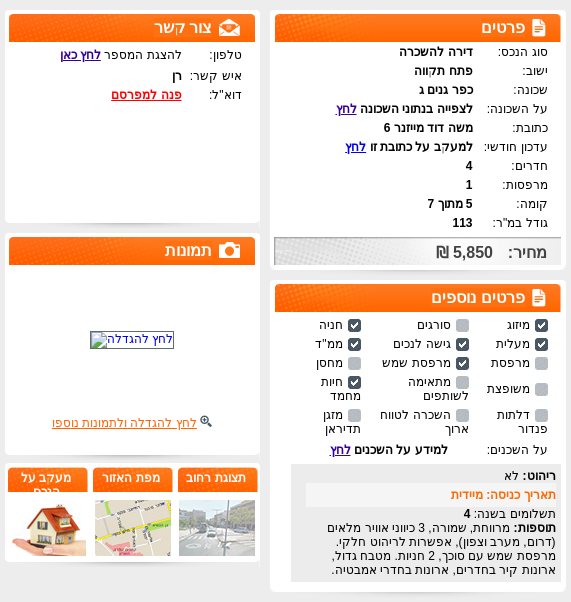 פרטים
סוג הנכס: דירה להשכרה
ישוב: פתח תקווה
שכונה: כפר גנים ג
על השכונה: לצפייה בנתוני השכונה לחץ
כתובת: משה דוד מייזנר 6
עדכון חודשי: למעקב על כתובת זו לחץ
חדרים: 4
מרפסות: 1
קומה: 5 מתוך 7
גודל במ"ר: 113
מחיר: 5,850 ₪
פרטים נוספים
מיזוג סורגים חניה
מעלית גישה לנכים ממ"ד
מרפסת מרפסת שמש מחסן
משופצת מתאימה לשותפים חיות מחמד
דלתות פנדור השכרה לטווח ארוך מזגן תדיראן
על השכנים: למידע על השכנים לחץ
ריהוט: לא
תאריך כניסה: מיידית
תשלומים בשנה: 4
תוספות: מרווחת, שמורה, 3 כיווני אוויר מלאים
(דרום, מערב וצפון), אפשרות לריהוט חלקי.
מרפסת שמש עם סוכך, 2 חניות. מטבח גדול,
ארונות קיר בחדרים, ארונות בחדרי אמבטיה.
צור קשר
טלפון: להצגת המספר לחץ כאן
איש קשר: רן
דוא"ל: פנה למפרסם
תמונות
לחץ להגדלה
לחץ להגדלה ולתמונות נוספו
תצוגת רחוב
מפת האזור
מעקב על
הנכס